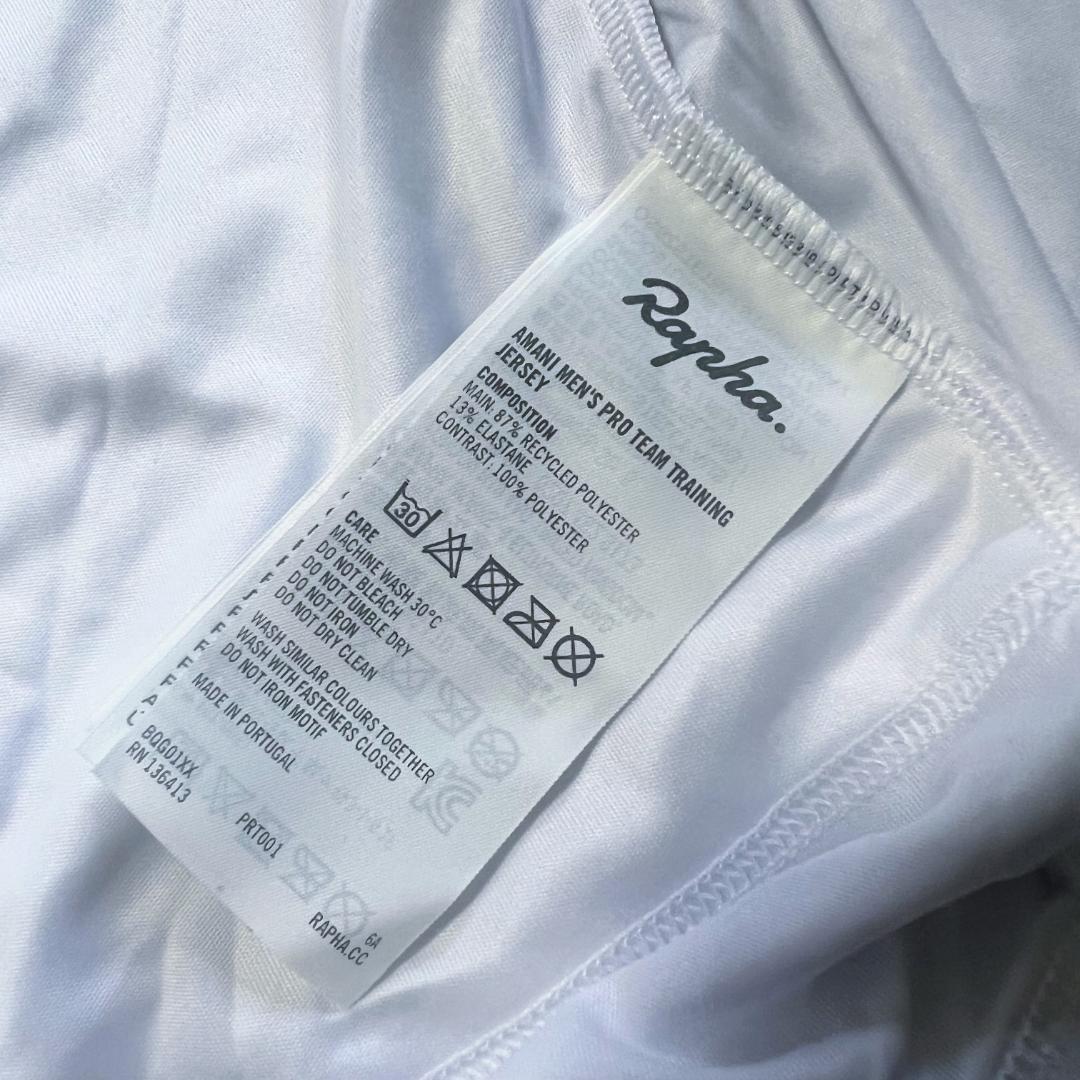 Rapha.
AMANI MEN'S PRO TEAM TRAINING
JERSEY
COMPOSITION
MAIN: 87% RECYCLED POLYESTER
13% ELASTANE
CONTRAST: 100% POLYESTER
30
CARE
MACHINE WASH 30°C
DO NOT BLEACH
DO NOT TUMBLE DRY
DO NOT IRON
DO NOT DRY CLEAN
WASH SIMILAR COLOURS TOGETHER
WASH WITH FASTENERS CLOSED
DO NOT IRON MOTIF
MADE IN PORTUGAL
BQG01XX
RN 136413
PRT001
6A
RAPHA.CC